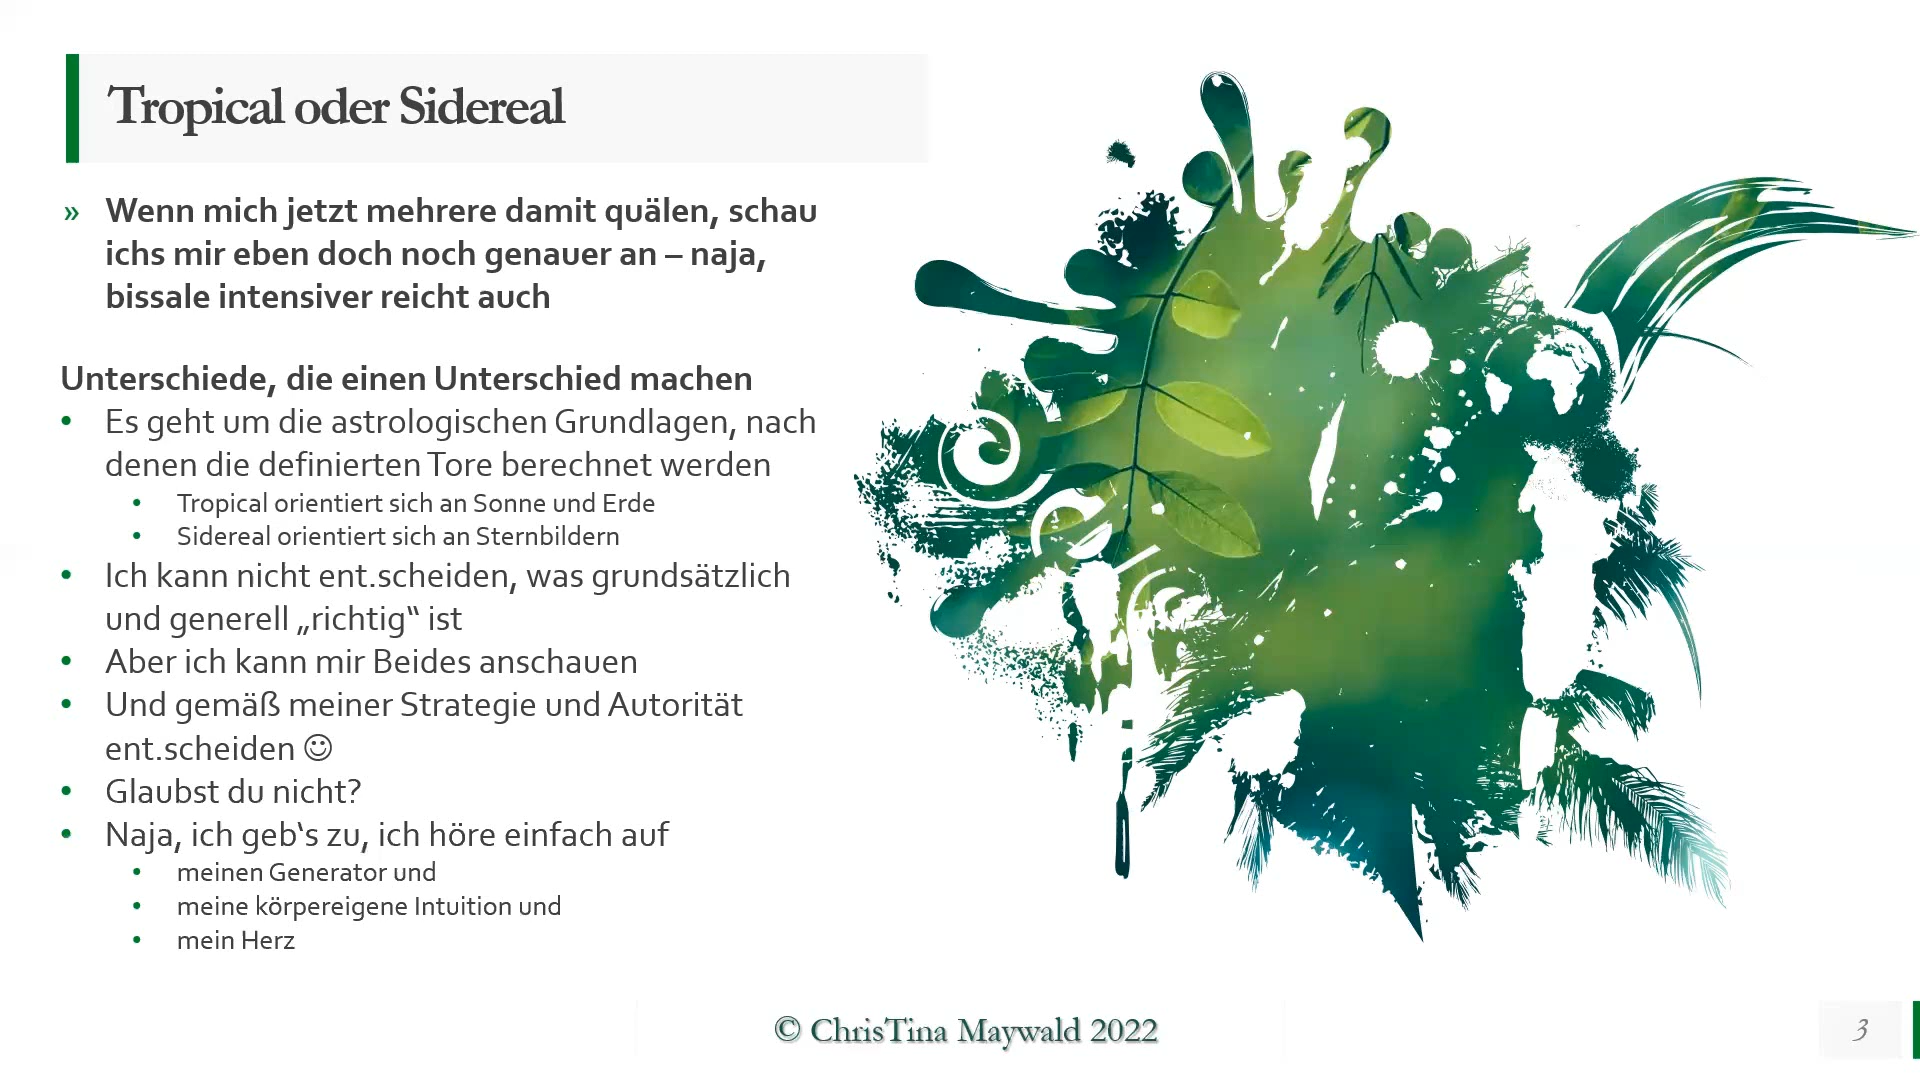 Tropical oder Sidereal
» Wenn mich jetzt mehrere damit quälen, schau
ichs mir eben doch noch genauer an – naja,
bissale intensiver reicht auch
Unterschiede, die einen Unterschied machen
• Es geht um die astrologischen Grundlagen, nach
denen die definierten Tore berechnet werden
• Tropical orientiert sich an Sonne und Erde
• Sidereal orientiert sich an Sternbildern
• Ich kann nicht ent.scheiden, was grundsätzlich
und generell „richtig“ ist
• Aber ich kann mir Beides anschauen
• Und gemäß meiner Strategie und Autorität
ent.scheiden ☺
• Glaubst du nicht?
• Naja, ich geb‘s zu, ich höre einfach auf
• meinen Generator und
• meine körpereigene Intuition und
• mein Herz
© ChrisTina Maywald 2022
3